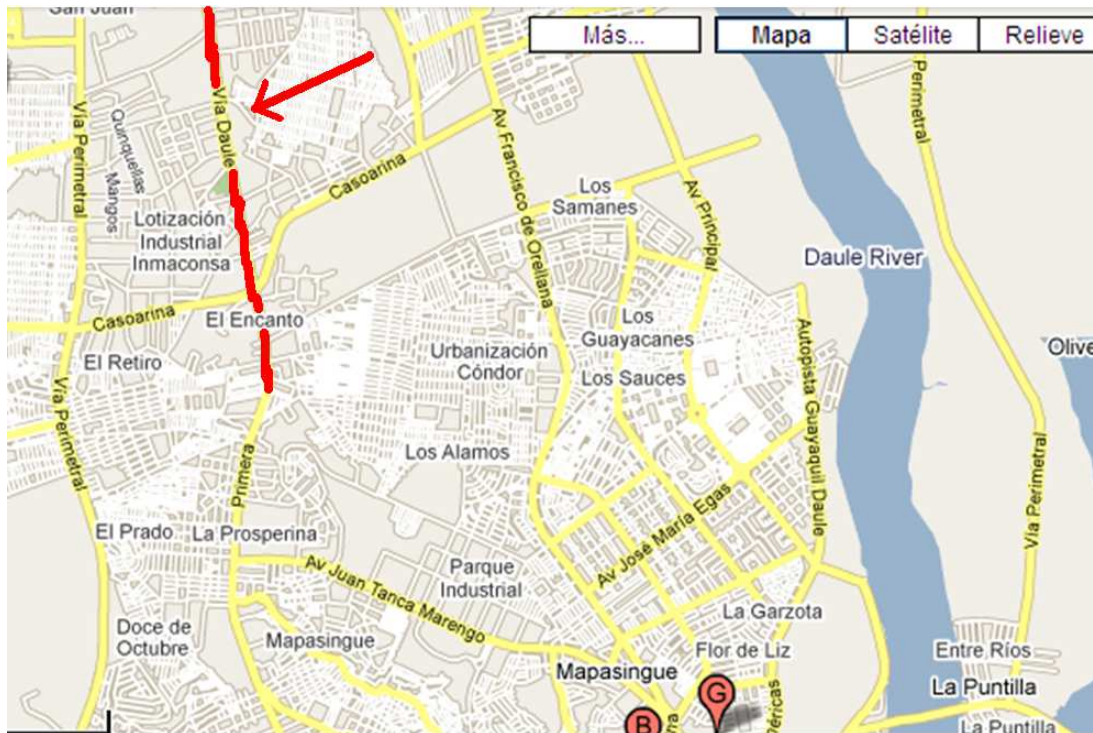 San Juan
Más...
Mapa
Satélite
Relieve
Vía Perimetral
Vía Daule
Quinquellas
Mangos
Av Francisco de Orellana
Perimetral
Casoarina
Los
Samanes
Av Principal
Lotización
Industrial
Inmaconsa
Daule River
Casoarina
El Encanto
Los
Guayacanes
El Retiro
Urbanización
Cóndor
Los Sauces
Autopista Guayaquil Daule
Olive
Vía Perimetral
Los Alamos
Primera
Av José María Egas
Vía Perimetral
El Prado
La Prosperina
Av Juan Tanca Marengo
Parque
Industrial
La Garzota
Doce de
Octubre
Mapasingue
Flor de Liz
Entre Ríos
Mapasingue
La Puntilla
G
B
La Puntilla